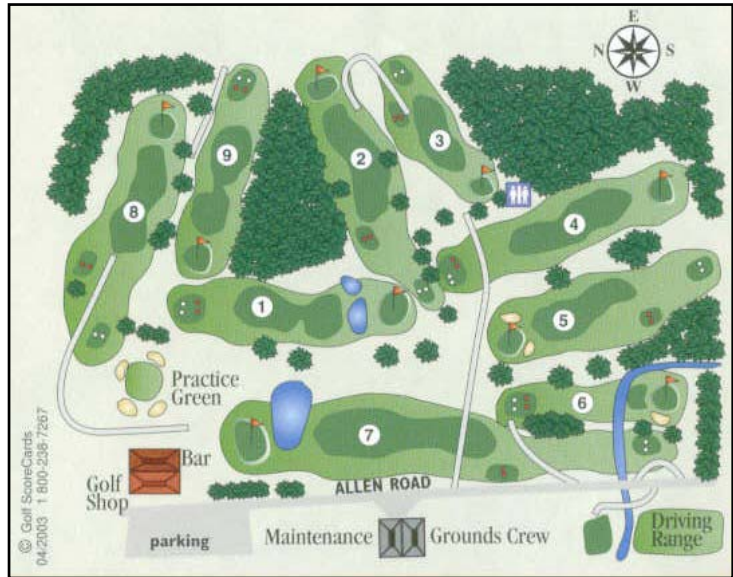 E
N S
W
9
2
3
8
4
1
5
Practice
Green
6
7
Bar
Golf
Shop
ALLEN ROAD
parking
Maintenance
Grounds Crew
Driving
Range
© Golf ScoreCards
04/2003 1 800-238-7267